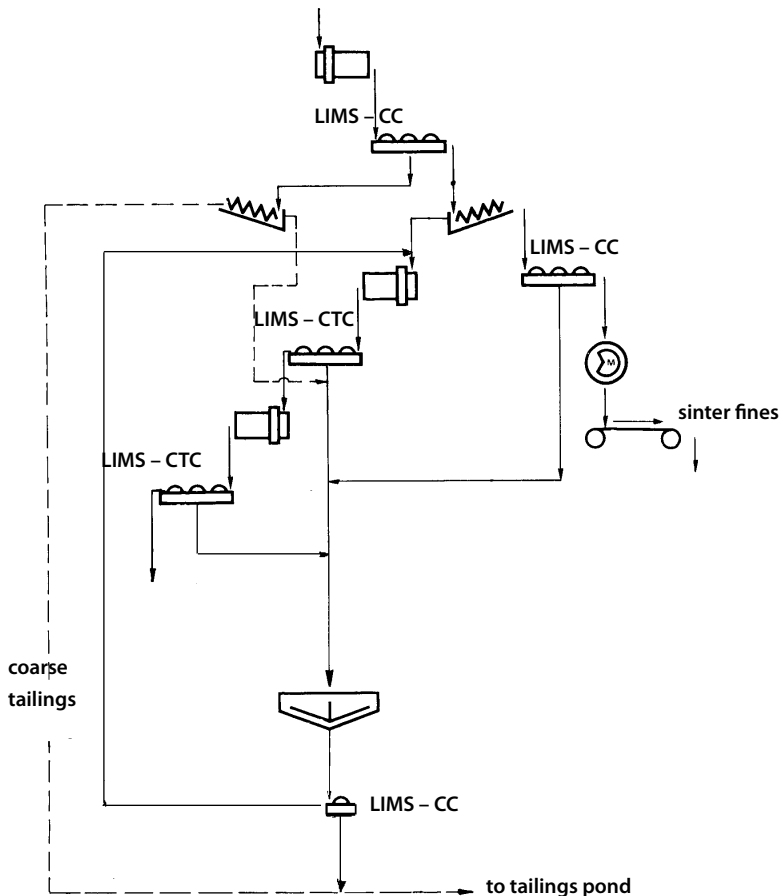 LIMS – CC
LIMS – CC
LIMS – CTC
M
sinter fines
LIMS – CTC
coarse
tailings
LIMS – CC
to tailings pond